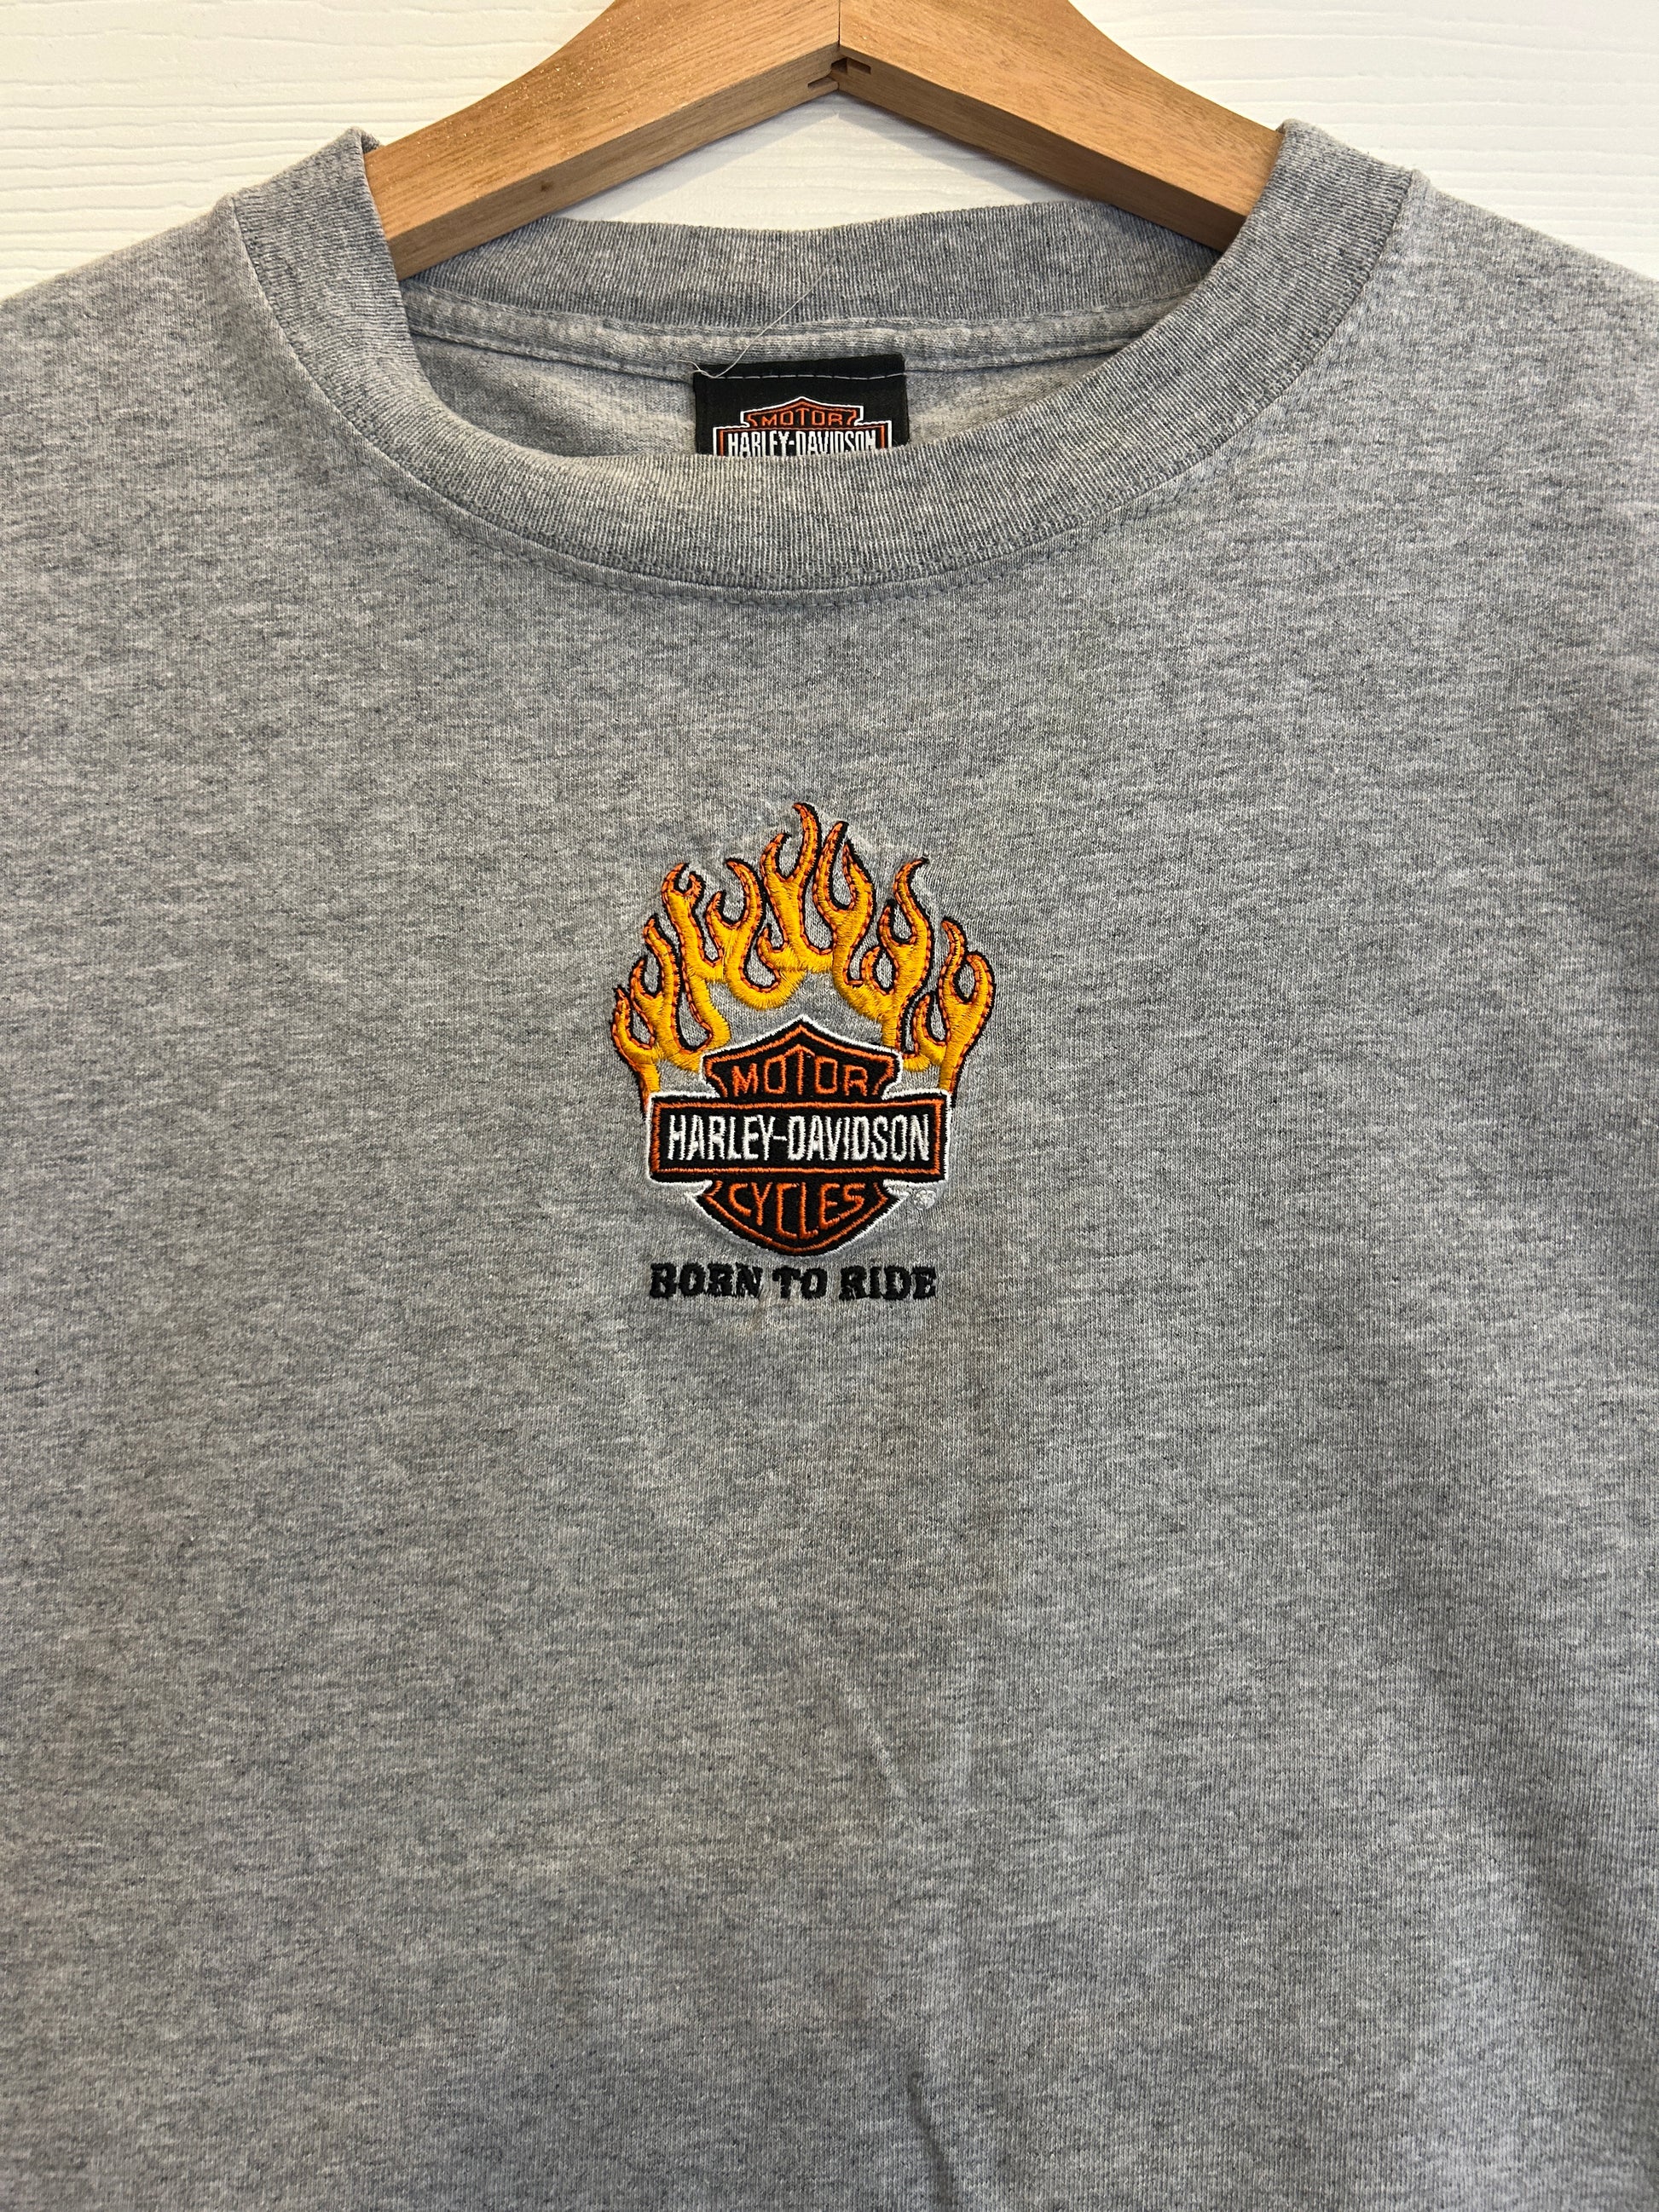 MOTOR
HARLEY-DAVIDSON
MOTOR
HARLEY-DAVIDSON
CYCLES
®
BORN TO RIDE